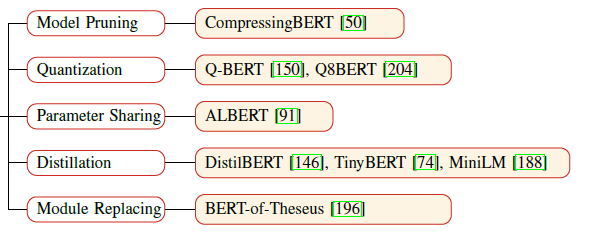 Model Pruning CompressingBERT [50]
Quantization Q-BERT [150], Q8BERT [204]
Parameter Sharing ALBERT [91]
Distillation DistilBERT [146], TinyBERT [74], MiniLM [188]
Module Replacing BERT-of-Theseus [196]